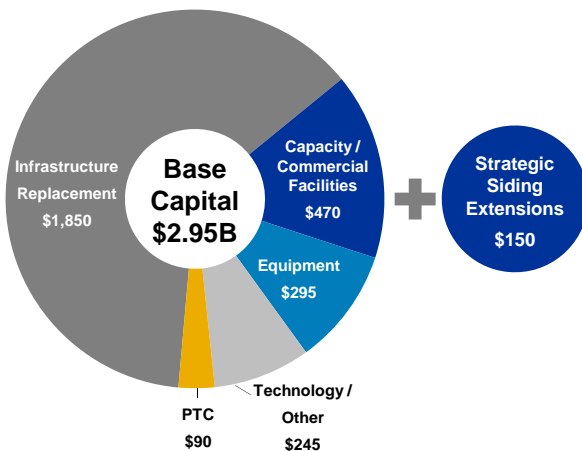 Infrastructure
Replacement
$1,850
Base
Capital
$2.95B
Capacity /
Commercial
Facilities
$470
Equipment
$295
Technology /
Other
$245
PTC
$90
Strategic
Siding
Extensions
$150